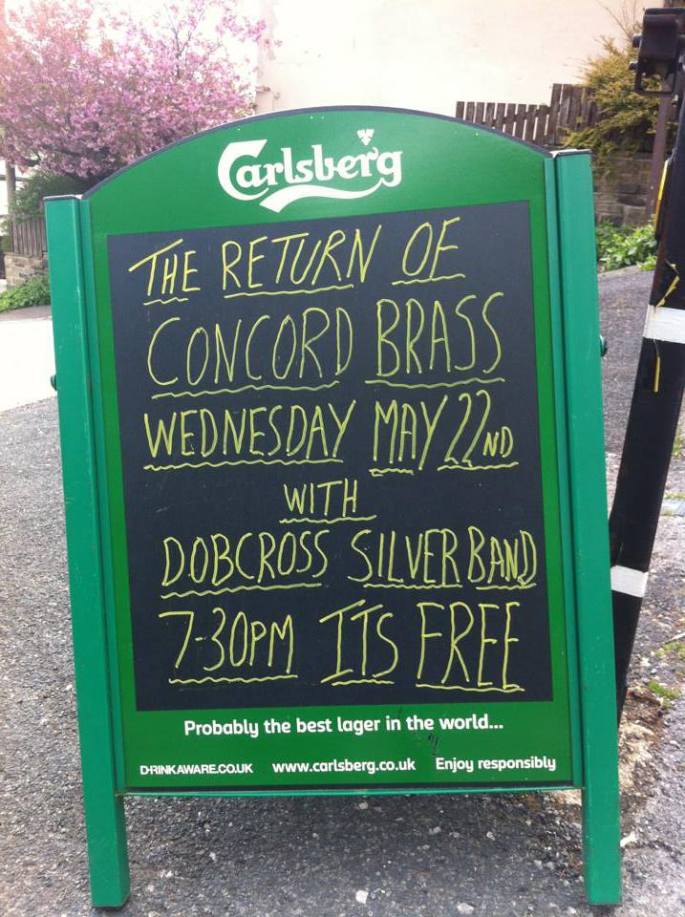 Carlsberg
THE RETURN OF
CONCORD BRASS
WEDNESDAY MAY 22ND
WITH
DOBCROSS SILVER BAND
7-30PM ITS FREE
Probably the best lager in the world...
DRINKAWARE.CO.UK www.carlsberg.co.uk Enjoy responsibly